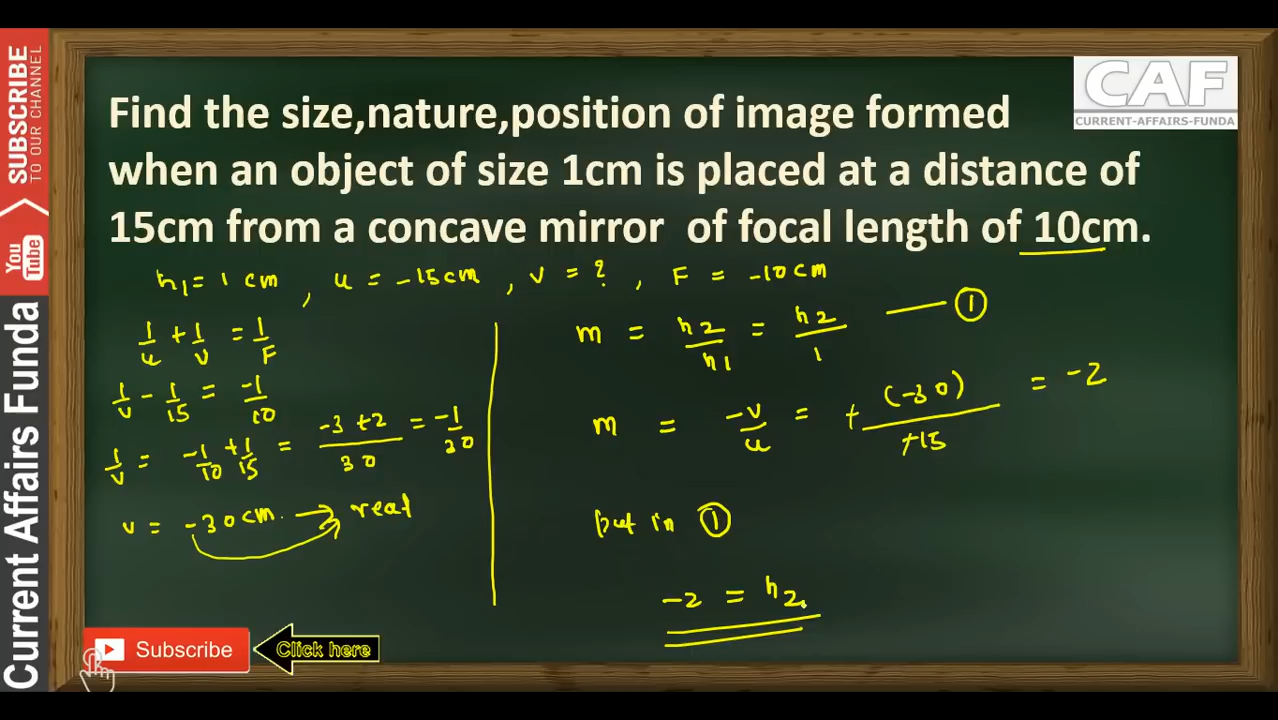 SUBSCRIBE
TO OUR CHANNEL
You
Tube
Current Affairs Funda
CAF
CURRENT-AFFAIRS-FUNDA
Find the size,nature,position of image formed
when an object of size 1cm is placed at a distance of
15cm from a concave mirror of focal length of 10cm.
h1 = 1 cm , u = -15cm , v = ? , F = -10cm
1/u + 1/v = 1/F
1/v - 1/15 = -1/10
1/v = -1/10 + 1/15 = -3+2/30 = -1/30
v = -30cm. → real
m = h2/h1 = h2/1 —— ①
m = -v/u = +(-30)/+15 = -2
put in ①
-2 = h2
Subscribe
Click here